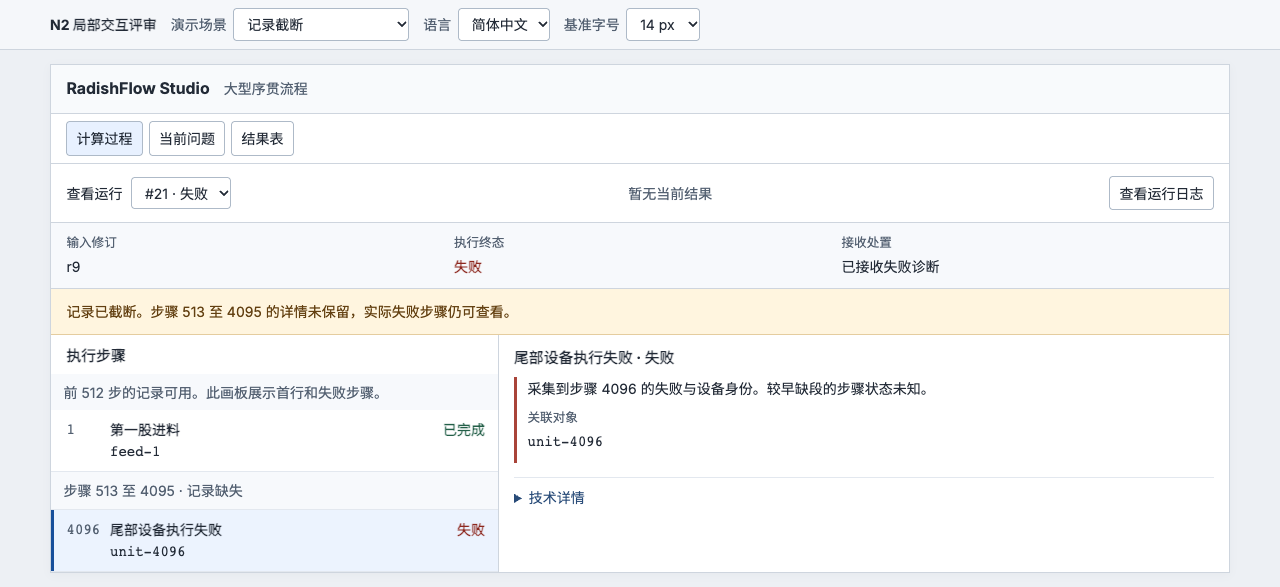 N2 局部交互评审 演示场景 记录截断 语言 简体中文 基准字号 14 px
RadishFlow Studio 大型序贯流程
计算过程 当前问题 结果表
查看运行 #21 · 失败 暂无当前结果 查看运行日志
输入修订 执行终态 接收处置
r9 失败 已接收失败诊断
记录已截断。步骤 513 至 4095 的详情未保留，实际失败步骤仍可查看。
执行步骤
前 512 步的记录可用。此画板展示首行和失败步骤。
1 第一股进料 已完成
feed-1
步骤 513 至 4095 · 记录缺失
4096 尾部设备执行失败 失败
unit-4096
尾部设备执行失败 · 失败
采集到步骤 4096 的失败与设备身份。较早缺段的步骤状态未知。
关联对象
unit-4096
技术详情